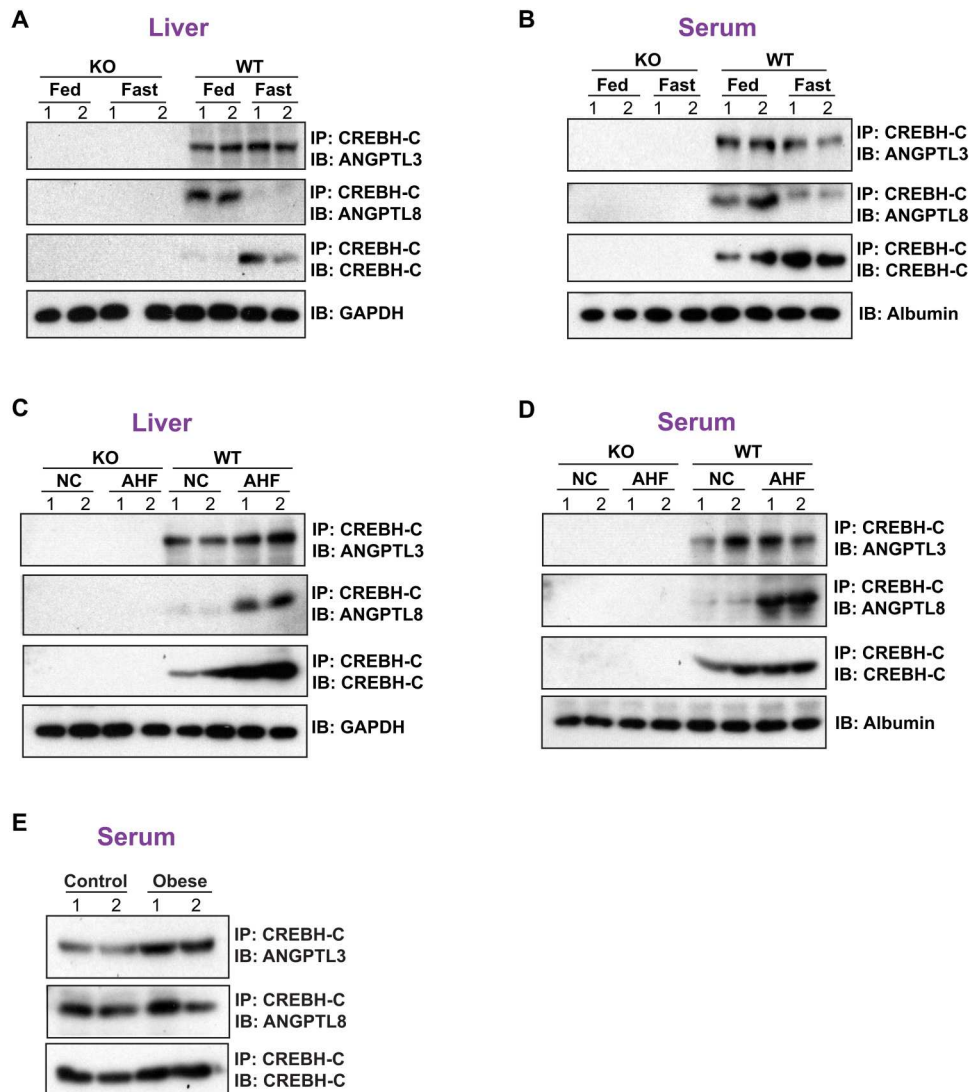 A
Liver
KO WT
Fed Fast Fed Fast
1 2 1 2 1 2 1 2
IP: CREBH-C
IB: ANGPTL3
IP: CREBH-C
IB: ANGPTL8
IP: CREBH-C
IB: CREBH-C
IB: GAPDH
B
Serum
KO WT
Fed Fast Fed Fast
1 2 1 2 1 2 1 2
IP: CREBH-C
IB: ANGPTL3
IP: CREBH-C
IB: ANGPTL8
IP: CREBH-C
IB: CREBH-C
IB: Albumin
C
Liver
KO WT
NC AHF NC AHF
1 2 1 2 1 2 1 2
IP: CREBH-C
IB: ANGPTL3
IP: CREBH-C
IB: ANGPTL8
IP: CREBH-C
IB: CREBH-C
IB: GAPDH
D
Serum
KO WT
NC AHF NC AHF
1 2 1 2 1 2 1 2
IP: CREBH-C
IB: ANGPTL3
IP: CREBH-C
IB: ANGPTL8
IP: CREBH-C
IB: CREBH-C
IB: Albumin
E
Serum
Control Obese
1 2 1 2
IP: CREBH-C
IB: ANGPTL3
IP: CREBH-C
IB: ANGPTL8
IP: CREBH-C
IB: CREBH-C